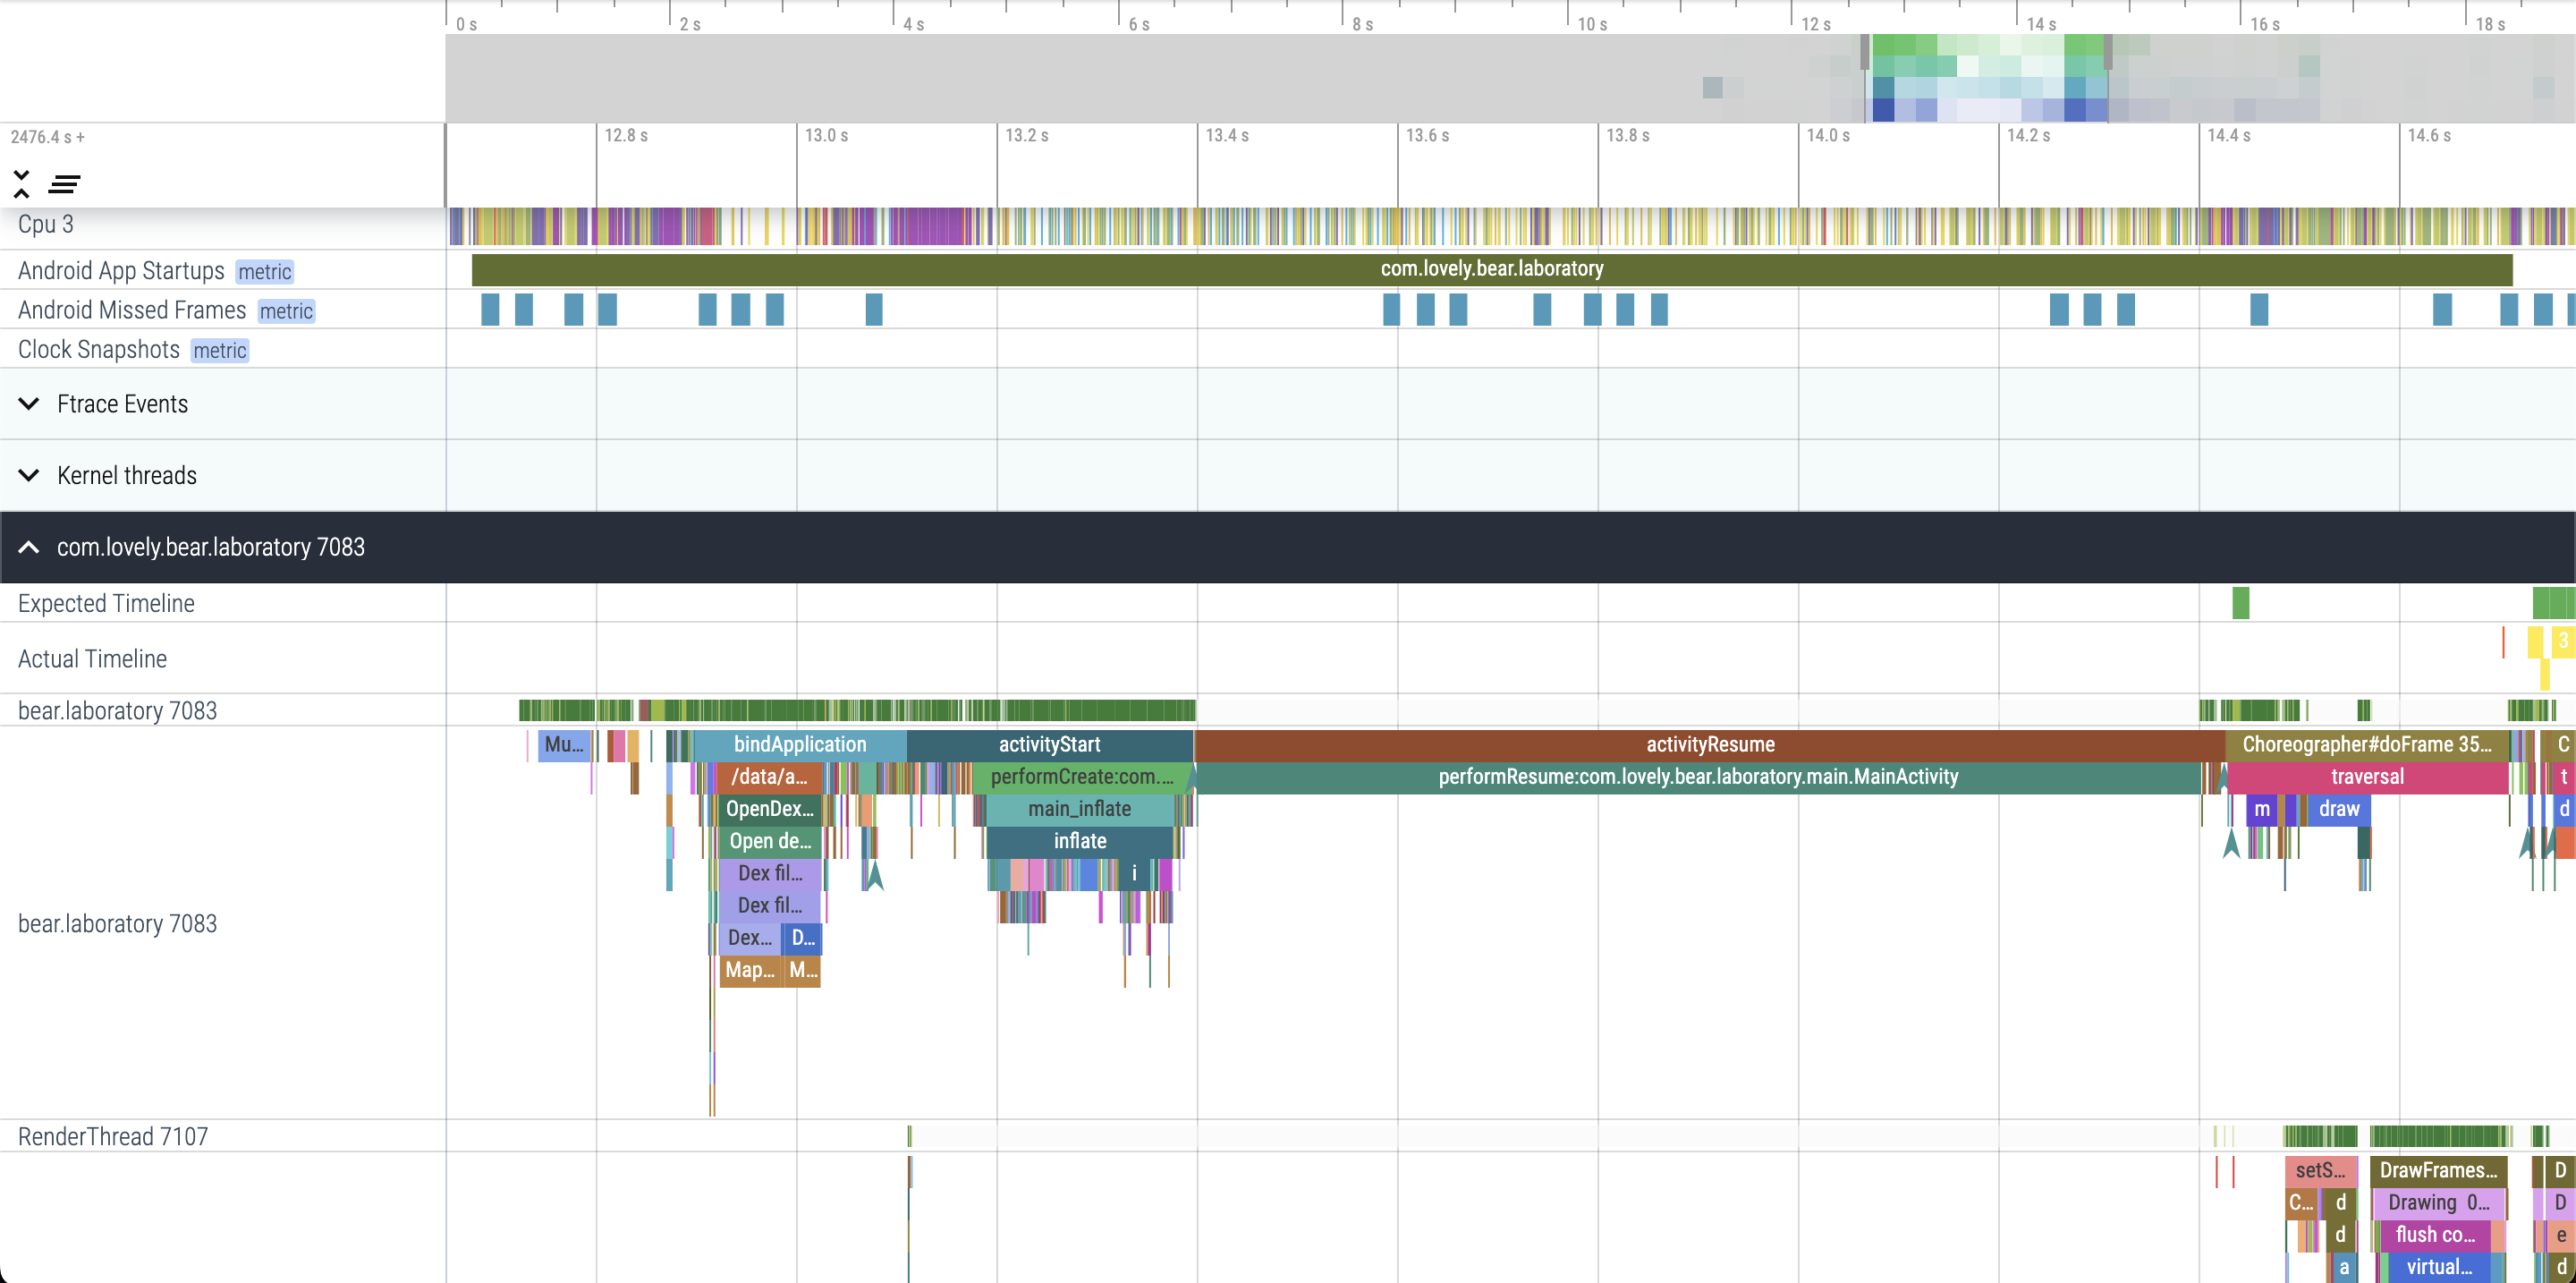 0 s 2 s 4 s 6 s 8 s 10 s 12 s 14 s 16 s 18 s
2476.4 s + 12.8 s 13.0 s 13.2 s 13.4 s 13.6 s 13.8 s 14.0 s 14.2 s 14.4 s 14.6 s
Cpu 3
Android App Startups metric com.lovely.bear.laboratory
Android Missed Frames metric
Clock Snapshots metric
Ftrace Events
Kernel threads
com.lovely.bear.laboratory 7083
Expected Timeline
Actual Timeline 3
bear.laboratory 7083
Mu... bindApplication activityStart activityResume Choreographer#doFrame 35... C
/data/a... performCreate:com.... performResume:com.lovely.bear.laboratory.main.MainActivity traversal t
OpenDex... main_inflate m draw d
Open de... inflate
Dex fil... i
bear.laboratory 7083 Dex fil...
Dex... D...
Map... M...
RenderThread 7107
setS... DrawFrames... D
C... d Drawing 0... D
d flush co... e
a virtual... d